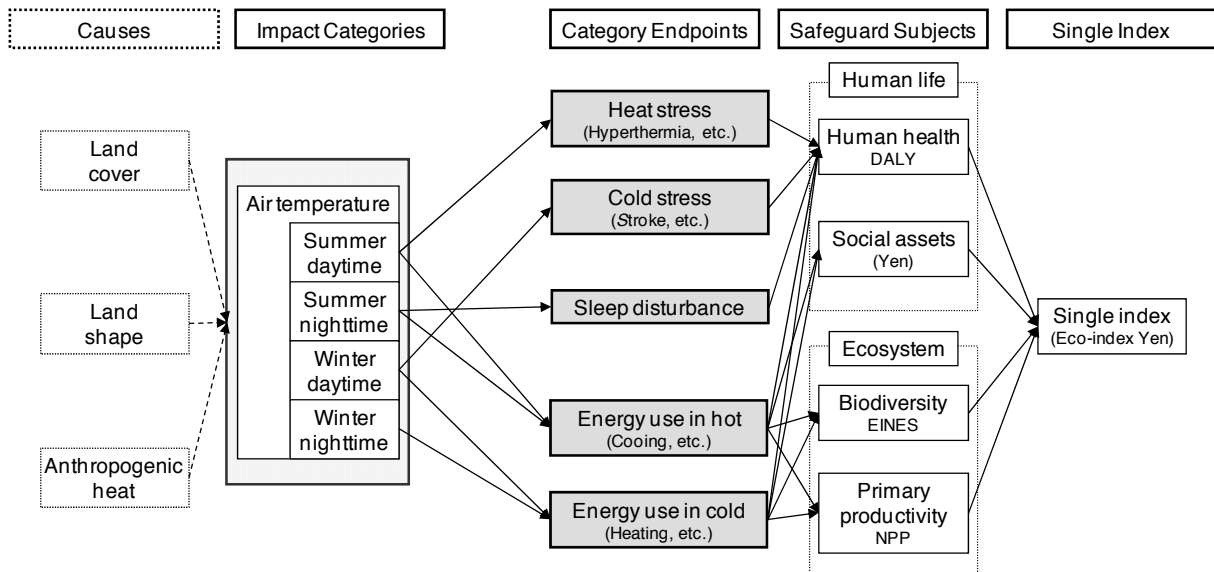 Causes
Impact Categories
Category Endpoints
Safeguard Subjects
Single Index
Land
cover
Land
shape
Anthropogenic
heat
Air temperature
Summer
daytime
Summer
nighttime
Winter
daytime
Winter
nighttime
Heat stress
(Hyperthermia, etc.)
Cold stress
(Stroke, etc.)
Sleep disturbance
Energy use in hot
(Cooing, etc.)
Energy use in cold
(Heating, etc.)
Human life
Human health
DALY
Social assets
(Yen)
Ecosystem
Biodiversity
EINES
Primary
productivity
NPP
Single index
(Eco-index Yen)